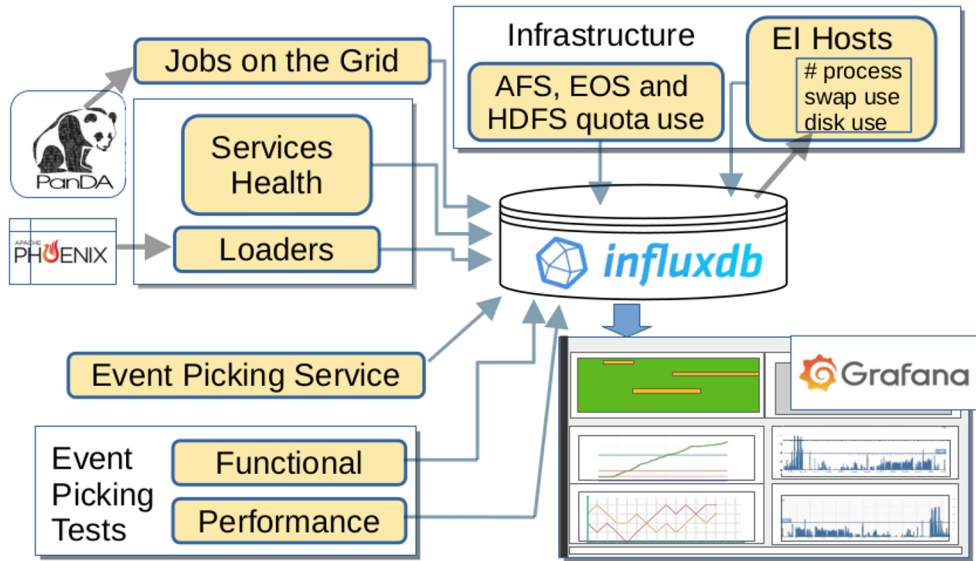 Jobs on the Grid
Infrastructure
AFS, EOS and
HDFS quota use
EI Hosts
# process
swap use
disk use
PanDA
Services
Health
APACHE
PHOENIX
Loaders
influxdb
Event Picking Service
Grafana
Event
Picking
Tests
Functional
Performance